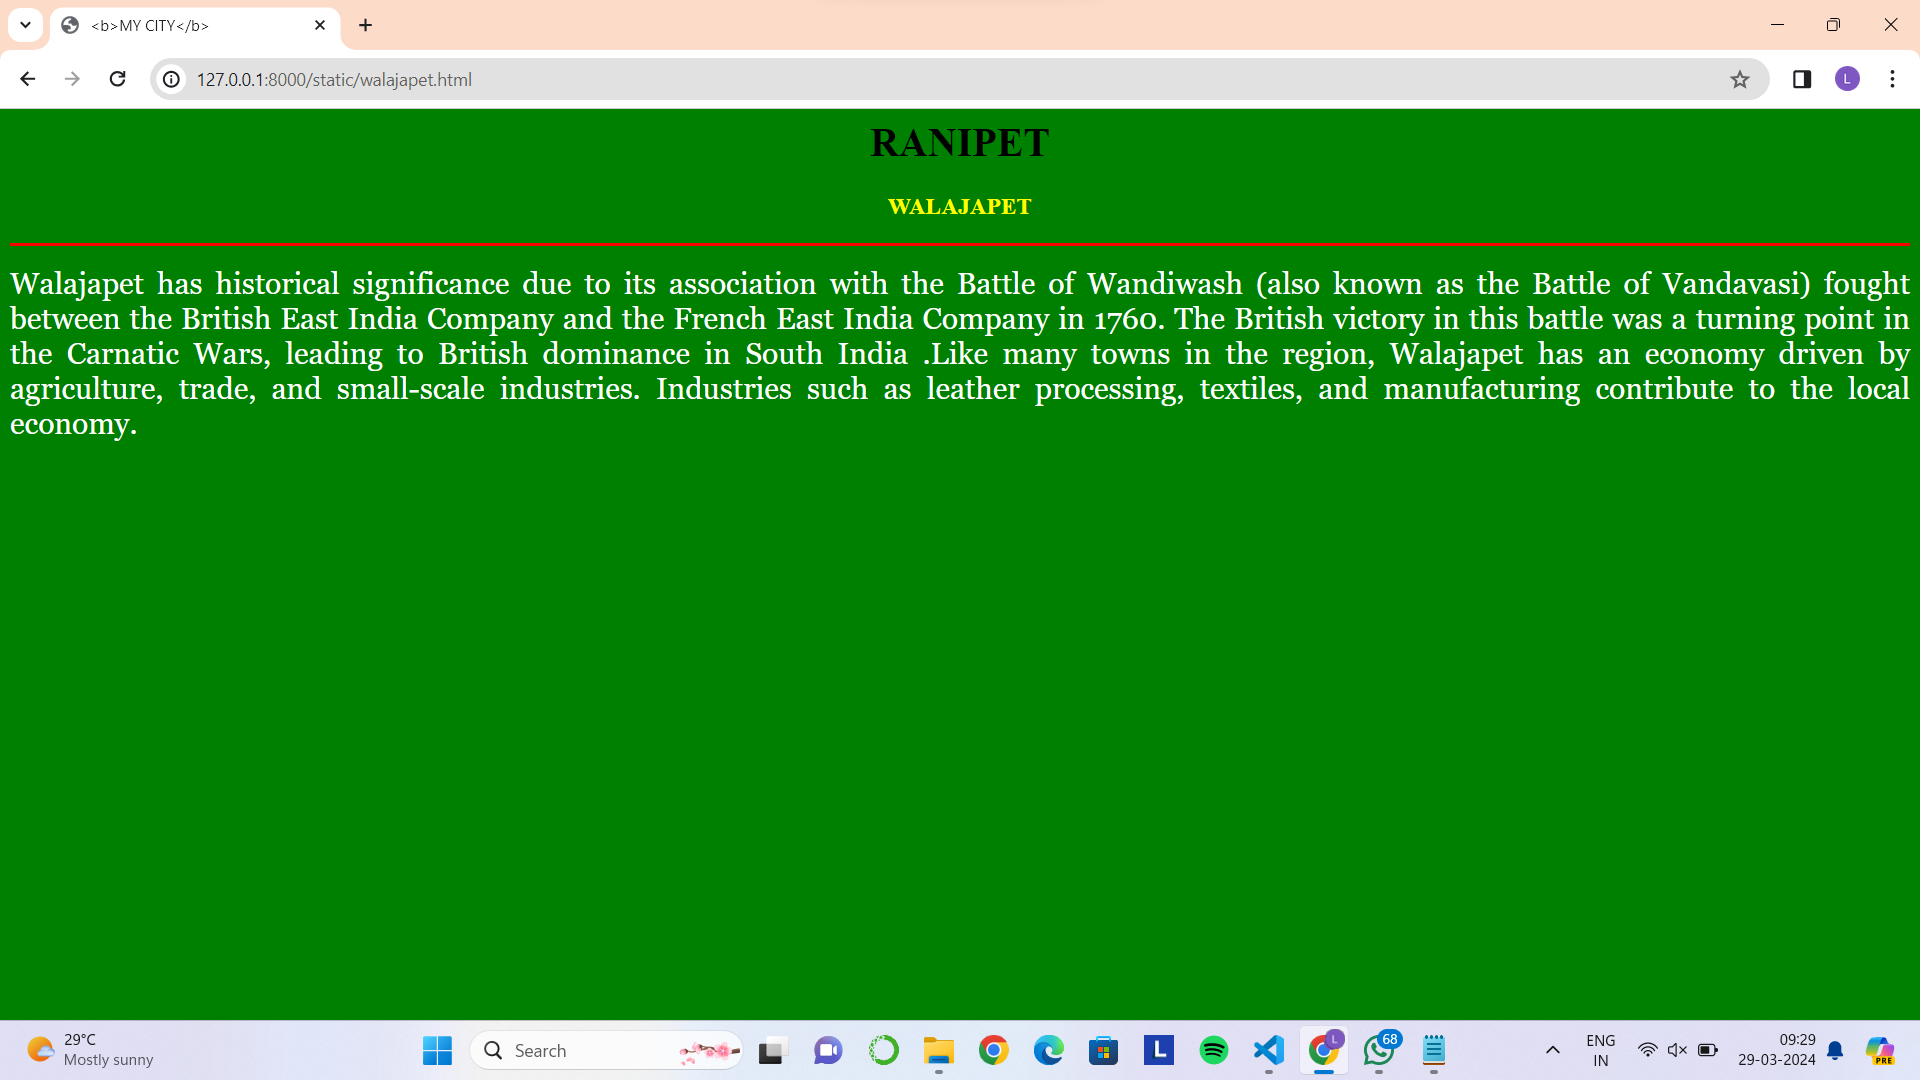 <b>MY CITY</b>
127.0.0.1:8000/static/walajapet.html
L
RANIPET
WALAJAPET
Walajapet has historical significance due to its association with the Battle of Wandiwash (also known as the Battle of Vandavasi) fought
between the British East India Company and the French East India Company in 1760. The British victory in this battle was a turning point in
the Carnatic Wars, leading to British dominance in South India .Like many towns in the region, Walajapet has an economy driven by
agriculture, trade, and small-scale industries. Industries such as leather processing, textiles, and manufacturing contribute to the local
economy.
29°C
Mostly sunny
Search
L
L
68
ENG
IN
09:29
29-03-2024
PRE